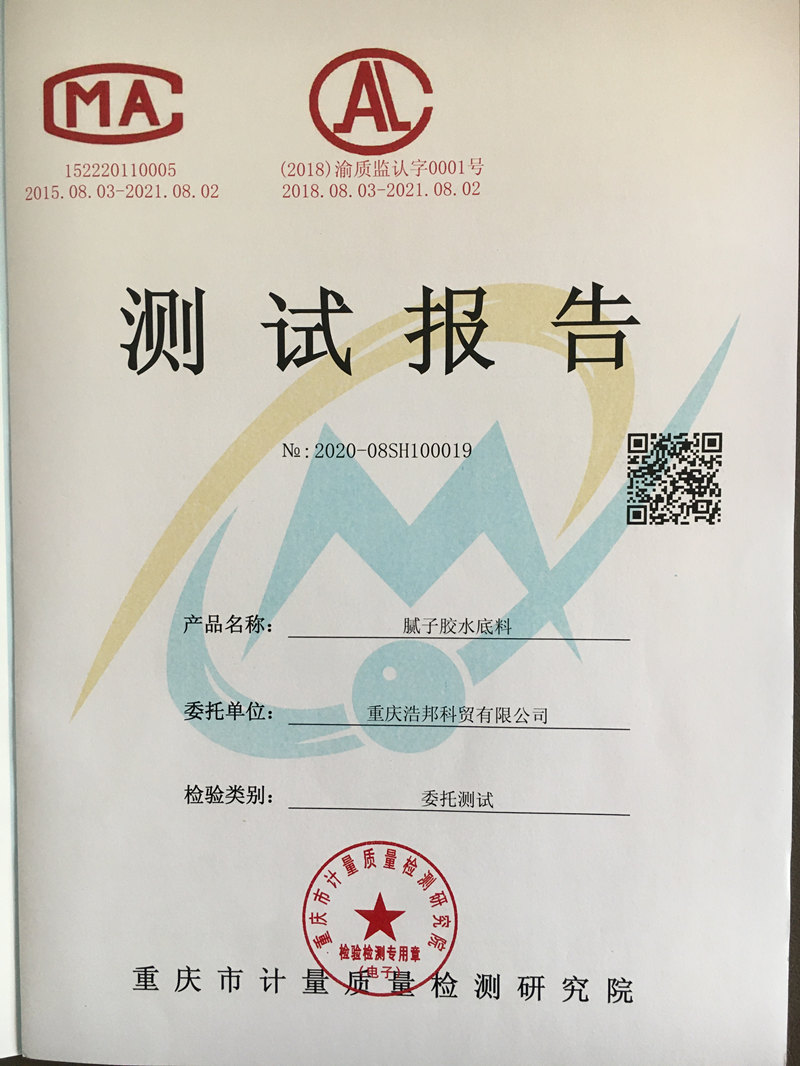 CMA
CAL
152220110005
2015.08.03-2021.08.02
(2018)渝质监认字0001号
2018.08.03-2021.08.02
测试报告
№:2020-08SH100019
产品名称: 腻子胶水底料
委托单位: 重庆浩邦科贸有限公司
检验类别: 委托测试
重庆市计量质量检测研究院
检验检测专用章
(电子)
重庆市计量质量检测研究院